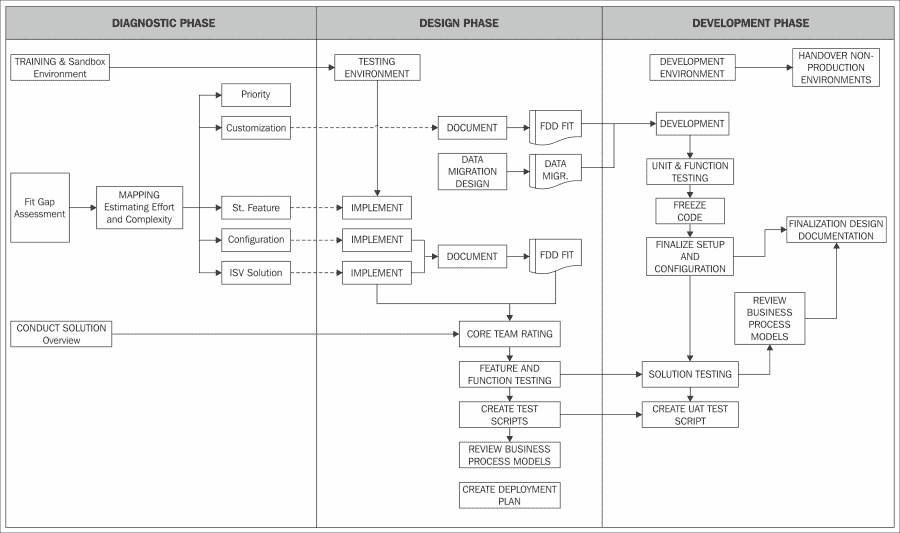 DIAGNOSTIC PHASE
DESIGN PHASE
DEVELOPMENT PHASE
TRAINING & Sandbox
Environment
TESTING
ENVIRONMENT
DEVELOPMENT
ENVIRONMENT
HANDOVER NON-
PRODUCTION
ENVIRONMENTS
Priority
Customization
DOCUMENT
FDD FIT
DEVELOPMENT
DATA
MIGRATION
DESIGN
DATA
MIGR.
UNIT & FUNCTION
TESTING
Fit Gap
Assessment
MAPPING
Estimating Effort
and Complexity
St. Feature
IMPLEMENT
FREEZE
CODE
Configuration
IMPLEMENT
DOCUMENT
FDD FIT
FINALIZE SETUP
AND
CONFIGURATION
FINALIZATION DESIGN
DOCUMENTATION
ISV Solution
IMPLEMENT
REVIEW
BUSINESS
PROCESS
MODELS
CONDUCT SOLUTION
Overview
CORE TEAM RATING
FEATURE AND
FUNCTION TESTING
SOLUTION TESTING
CREATE TEST
SCRIPTS
CREATE UAT TEST
SCRIPT
REVIEW BUSINESS
PROCESS MODELS
CREATE DEPLOYMENT
PLAN